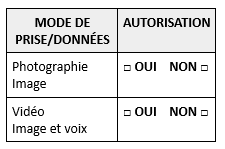 MODE DE AUTORISATION
PRISE/DONNÉES
Photographie □ OUI NON □
Image
Vidéo □ OUI NON □
Image et voix